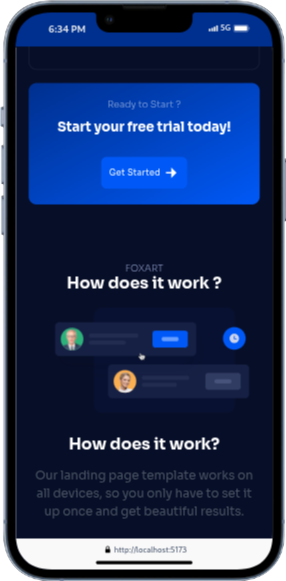 6:34 PM 5G
Ready to Start ?
Start your free trial today!
Get Started
FOXART
How does it work ?
How does it work?
Our landing page template works on
all devices, so you only have to set it
up once and get beautiful results.
http://localhost:5173